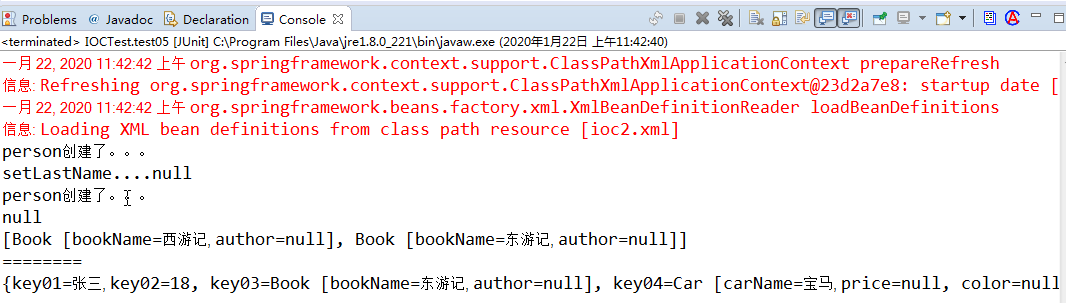 Problems @ Javadoc Declaration Console
<terminated> IOCTest.test05 [JUnit] C:\Program Files\Java\jre1.8.0_221\bin\javaw.exe (2020年1月22日 上午11:42:40)
一月 22, 2020 11:42:42 上午 org.springframework.context.support.ClassPathXmlApplicationContext prepareRefresh
信息: Refreshing org.springframework.context.support.ClassPathXmlApplicationContext@23d2a7e8: startup date [
一月 22, 2020 11:42:42 上午 org.springframework.beans.factory.xml.XmlBeanDefinitionReader loadBeanDefinitions
信息: Loading XML bean definitions from class path resource [ioc2.xml]
person创建了。。。
setLastName....null
person创建了。。。
null
[Book [bookName=西游记, author=null], Book [bookName=东游记, author=null]]
========
{key01=张三, key02=18, key03=Book [bookName=东游记, author=null], key04=Car [carName=宝马, price=null, color=null